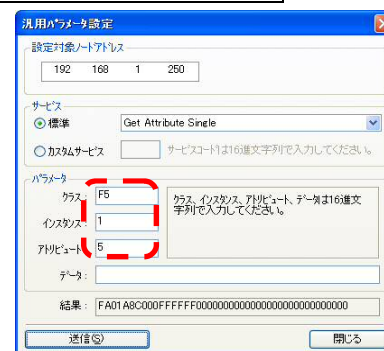 汎用パラメータ設定
設定対象ノードアドレス
192 168 1 250
サービス
標準 Get Attribute Single
カスタムサービス サービスコードは16進文字列で入力してください。
パラメータ
クラス: F5
クラス、インスタンス、アトリビュート、データは16進文字列で入力してください。
インスタンス: 1
アトリビュート: 5
データ:
結果: FA01A8C000FFFFFF00000000000000000000000000
送信(S) 閉じる